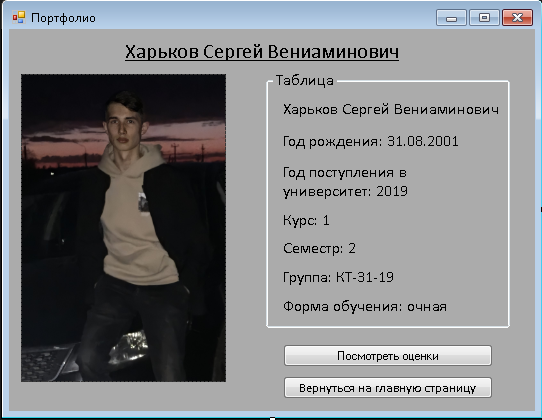 Портфолио
Харьков Сергей Вениаминович
Таблица
Харьков Сергей Вениаминович
Год рождения: 31.08.2001
Год поступления в
университет: 2019
Курс: 1
Семестр: 2
Группа: КТ-31-19
Форма обучения: очная
Посмотреть оценки
Вернуться на главную страницу